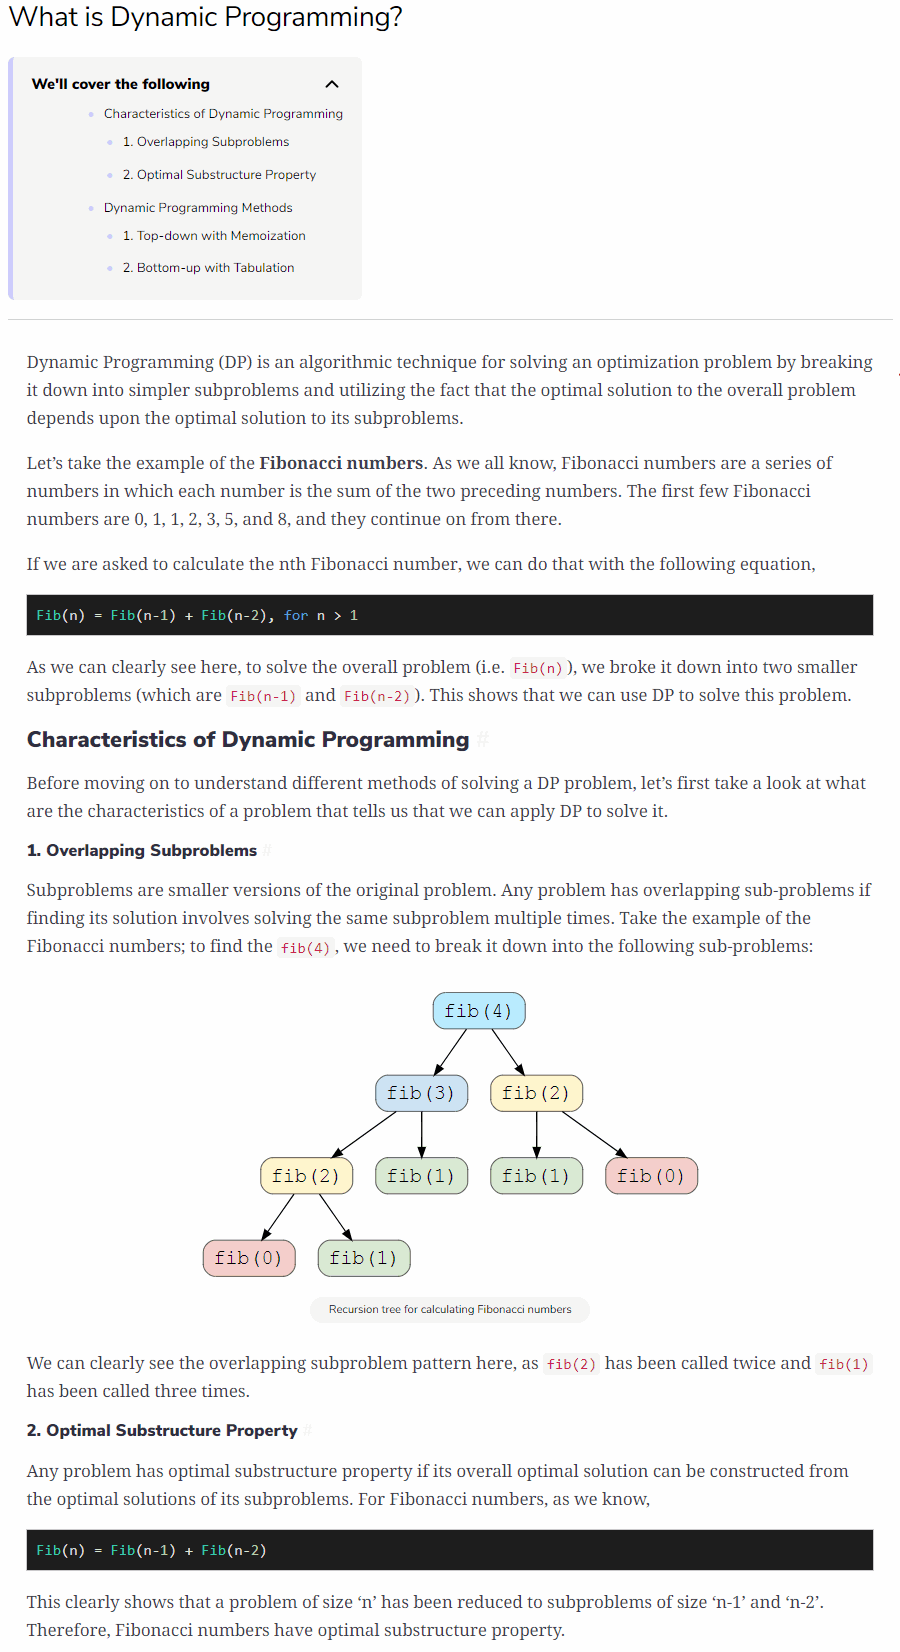 What is Dynamic Programming?
We'll cover the following
Characteristics of Dynamic Programming
1. Overlapping Subproblems
2. Optimal Substructure Property
Dynamic Programming Methods
1. Top-down with Memoization
2. Bottom-up with Tabulation
Dynamic Programming (DP) is an algorithmic technique for solving an optimization problem by breaking
it down into simpler subproblems and utilizing the fact that the optimal solution to the overall problem
depends upon the optimal solution to its subproblems.
Let’s take the example of the Fibonacci numbers. As we all know, Fibonacci numbers are a series of
numbers in which each number is the sum of the two preceding numbers. The first few Fibonacci
numbers are 0, 1, 1, 2, 3, 5, and 8, and they continue on from there.
If we are asked to calculate the nth Fibonacci number, we can do that with the following equation,
Fib(n) = Fib(n-1) + Fib(n-2), for n > 1
As we can clearly see here, to solve the overall problem (i.e. Fib(n)), we broke it down into two smaller
subproblems (which are Fib(n-1) and Fib(n-2)). This shows that we can use DP to solve this problem.
Characteristics of Dynamic Programming #
Before moving on to understand different methods of solving a DP problem, let’s first take a look at what
are the characteristics of a problem that tells us that we can apply DP to solve it.
1. Overlapping Subproblems #
Subproblems are smaller versions of the original problem. Any problem has overlapping sub-problems if
finding its solution involves solving the same subproblem multiple times. Take the example of the
Fibonacci numbers; to find the fib(4), we need to break it down into the following sub-problems:
fib(4)
fib(3) fib(2)
fib(2) fib(1) fib(1) fib(0)
fib(0) fib(1)
Recursion tree for calculating Fibonacci numbers
We can clearly see the overlapping subproblem pattern here, as fib(2) has been called twice and fib(1)
has been called three times.
2. Optimal Substructure Property #
Any problem has optimal substructure property if its overall optimal solution can be constructed from
the optimal solutions of its subproblems. For Fibonacci numbers, as we know,
Fib(n) = Fib(n-1) + Fib(n-2)
This clearly shows that a problem of size ‘n’ has been reduced to subproblems of size ‘n-1’ and ‘n-2’.
Therefore, Fibonacci numbers have optimal substructure property.